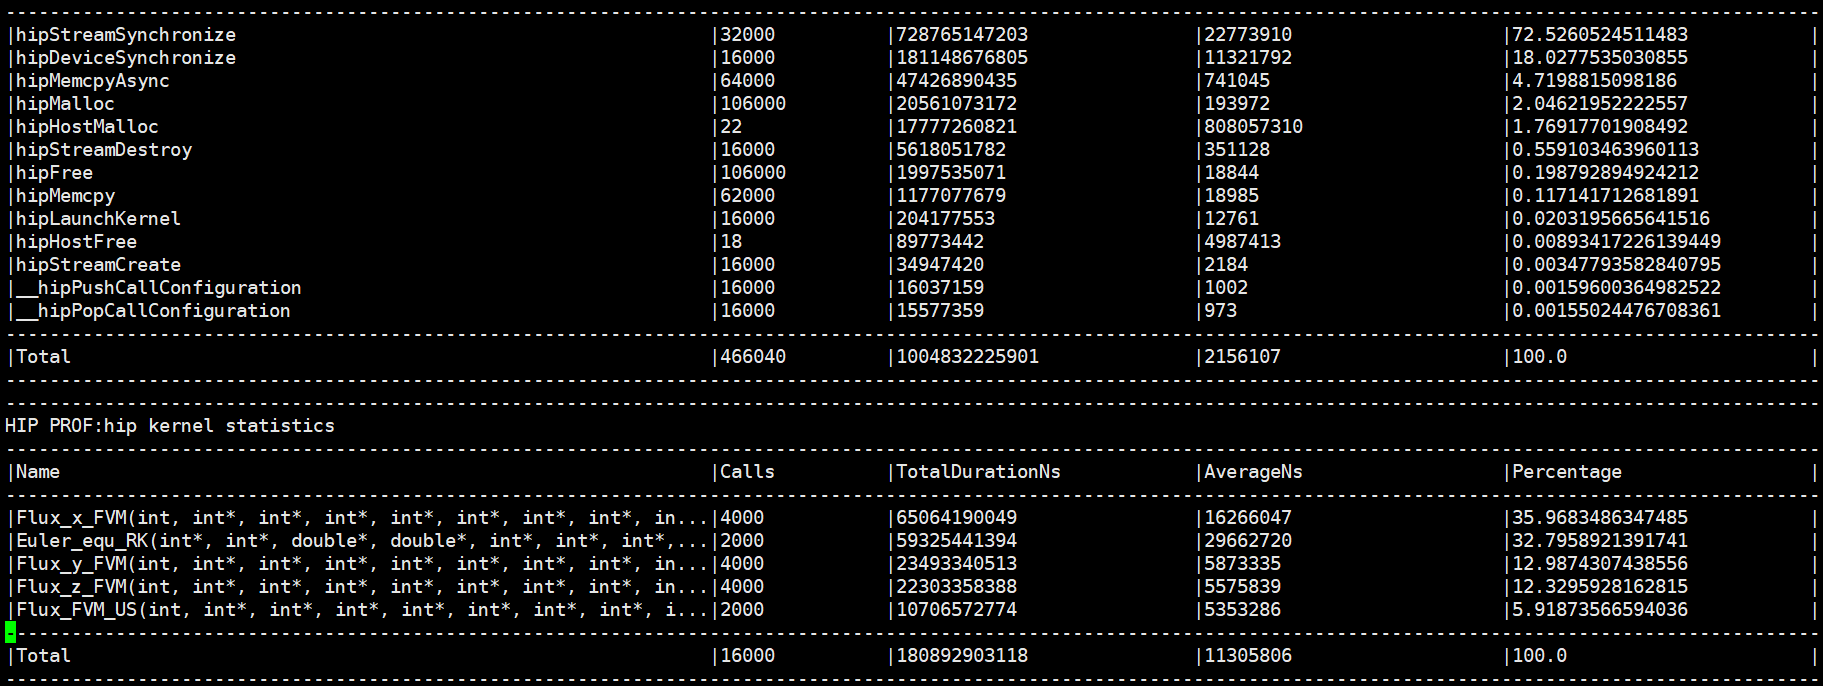 |hipStreamSynchronize |32000 |728765147203 |22773910 |72.5260524511483 |
|hipDeviceSynchronize |16000 |181148676805 |11321792 |18.0277535030855 |
|hipMemcpyAsync |64000 |47426890435 |741045 |4.7198815098186 |
|hipMalloc |106000 |20561073172 |193972 |2.04621952222557 |
|hipHostMalloc |22 |17777260821 |808057310 |1.76917701908492 |
|hipStreamDestroy |16000 |5618051782 |351128 |0.559103463960113 |
|hipFree |106000 |1997535071 |18844 |0.198792894924212 |
|hipMemcpy |62000 |1177077679 |18985 |0.117141712681891 |
|hipLaunchKernel |16000 |204177553 |12761 |0.0203195665641516 |
|hipHostFree |18 |89773442 |4987413 |0.00893417226139449 |
|hipStreamCreate |16000 |34947420 |2184 |0.00347793582840795 |
|__hipPushCallConfiguration |16000 |16037159 |1002 |0.00159600364982522 |
|__hipPopCallConfiguration |16000 |15577359 |973 |0.00155024476708361 |
|Total |466040 |1004832225901 |2156107 |100.0 |
HIP PROF:hip kernel statistics
|Name |Calls |TotalDurationNs |AverageNs |Percentage |
|Flux_x_FVM(int, int*, int*, int*, int*, int*, int*, int*, in...|4000 |65064190049 |16266047 |35.9683486347485 |
|Euler_equ_RK(int*, int*, double*, double*, int*, int*, int*,...|2000 |59325441394 |29662720 |32.7958921391741 |
|Flux_y_FVM(int, int*, int*, int*, int*, int*, int*, int*, in...|4000 |23493340513 |5873335 |12.9874307438556 |
|Flux_z_FVM(int, int*, int*, int*, int*, int*, int*, int*, in...|4000 |22303358388 |5575839 |12.3295928162815 |
|Flux_FVM_US(int, int*, int*, int*, int*, int*, int*, int*, i...|2000 |10706572774 |5353286 |5.91873566594036 |
|Total |16000 |180892903118 |11305806 |100.0 |